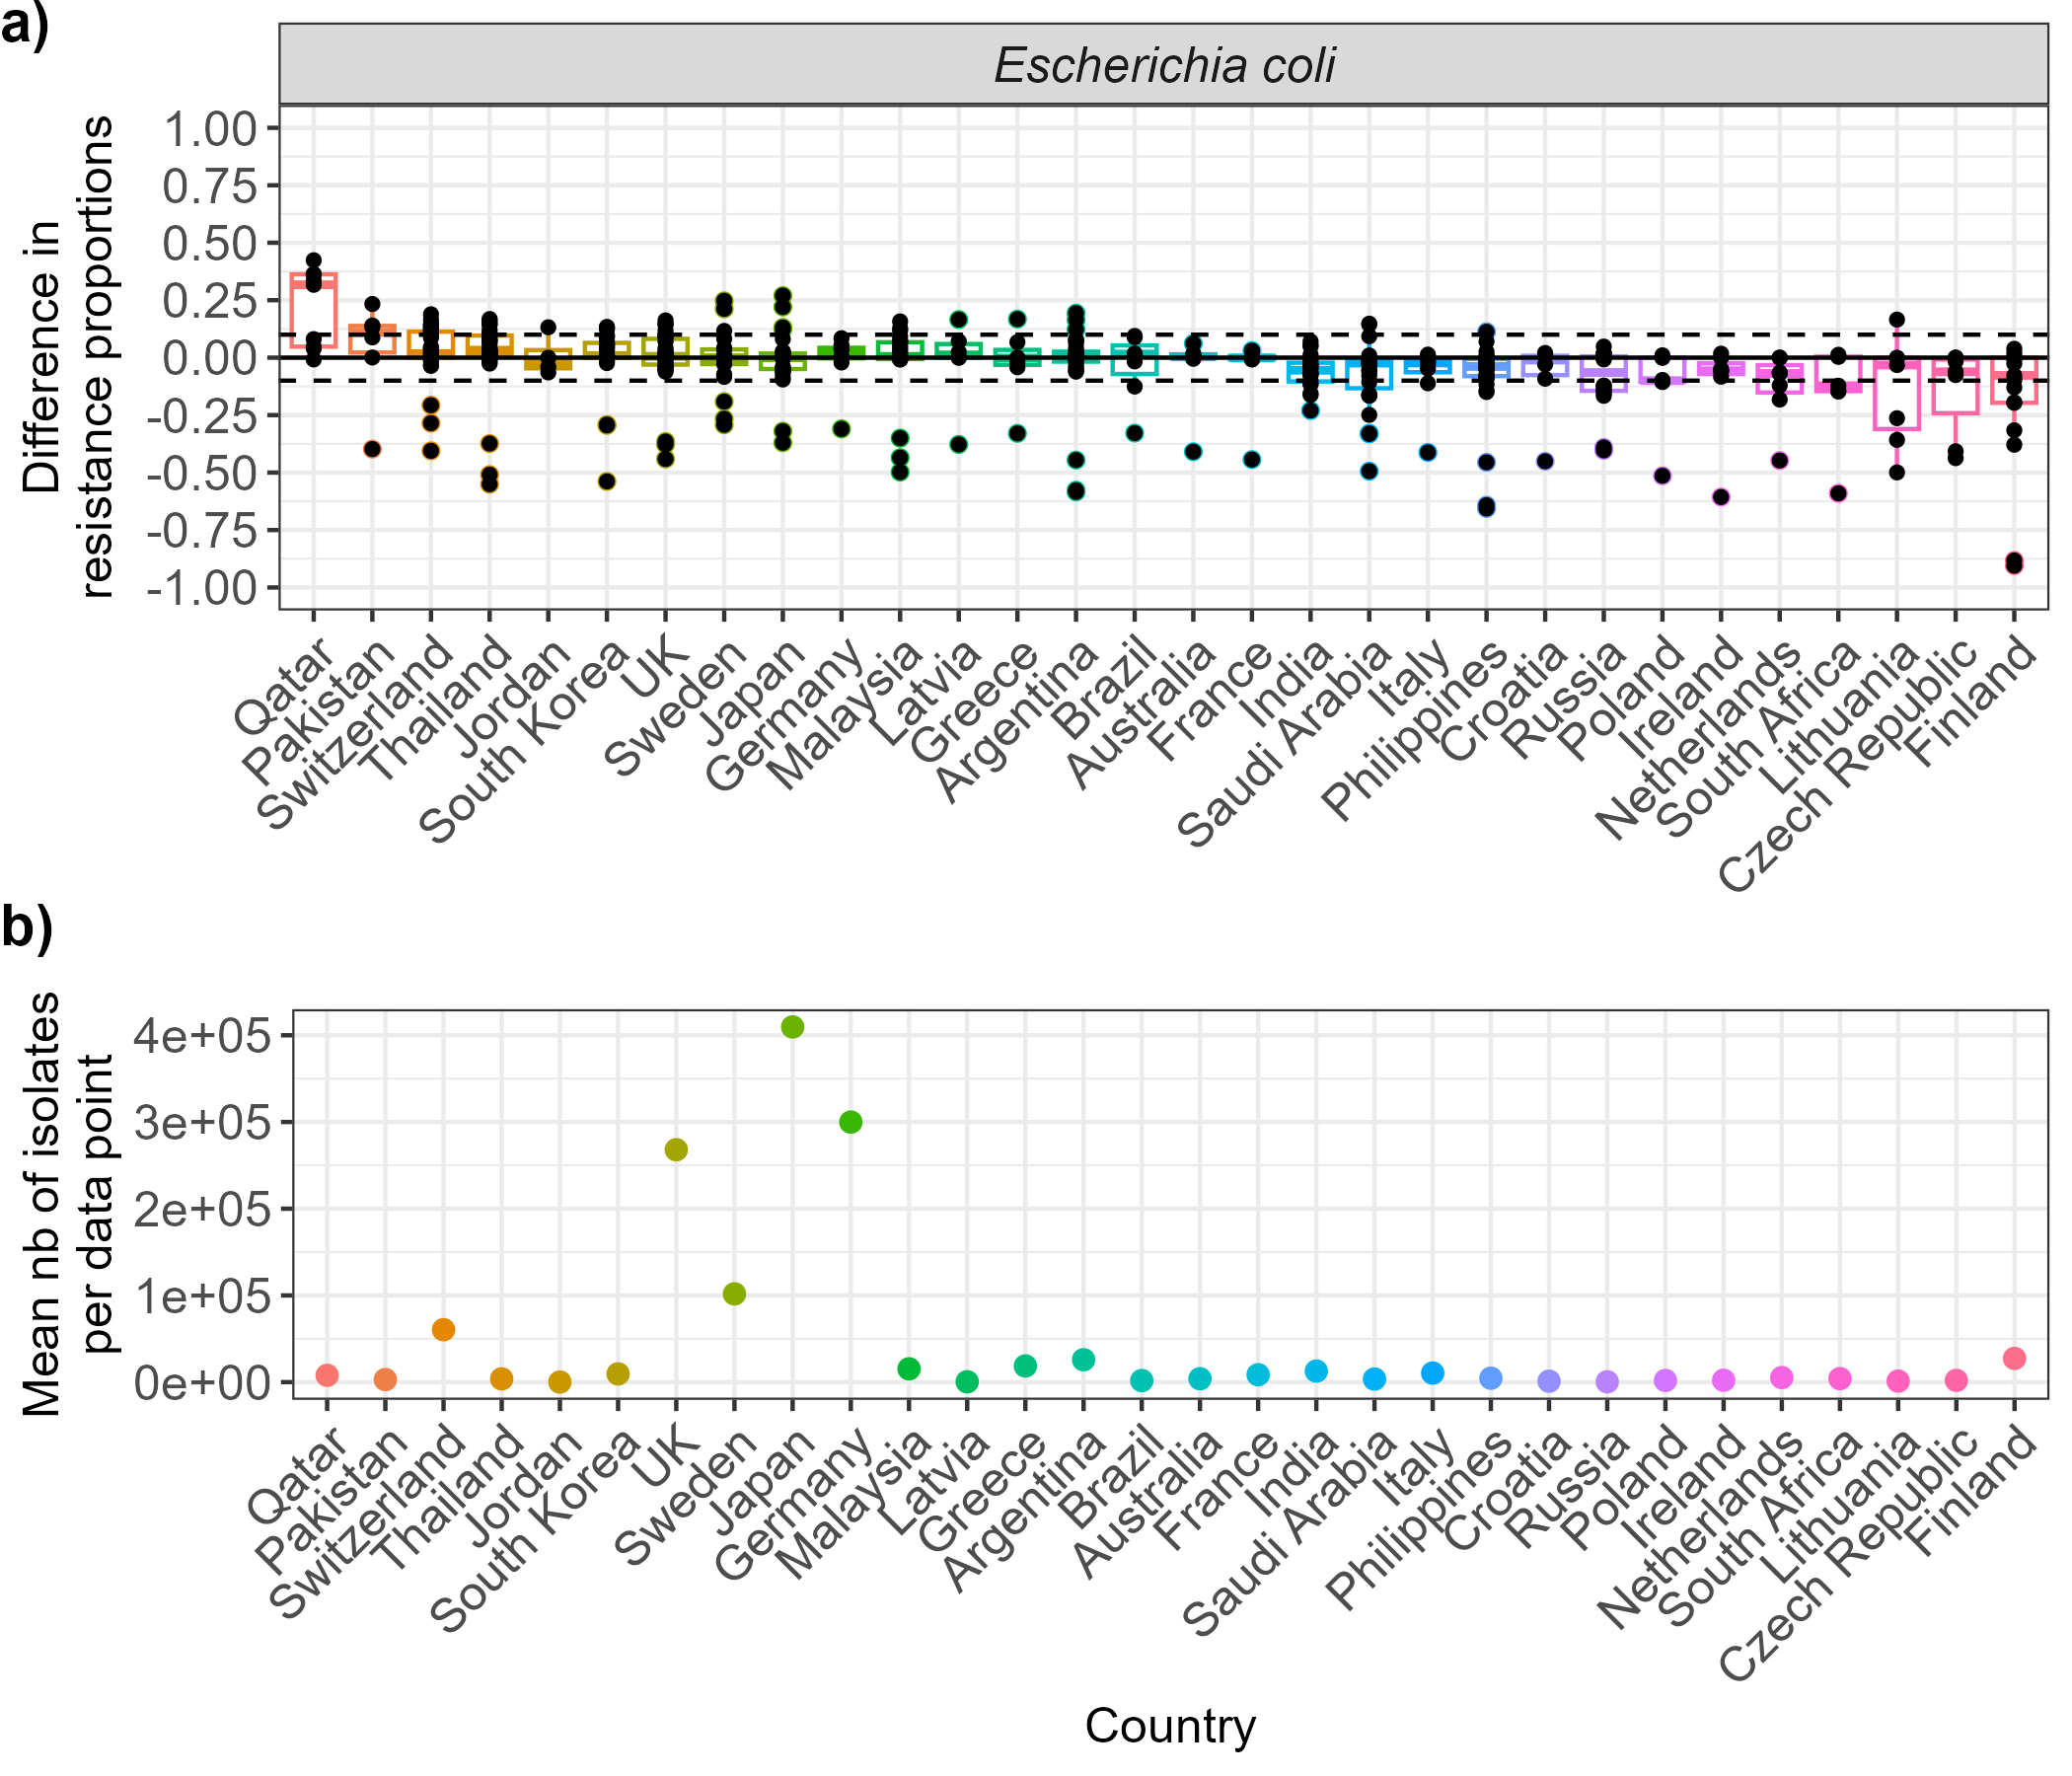 a)
Escherichia coli
Difference in
resistance proportions
1.00
0.75
0.50
0.25
0.00
-0.25
-0.50
-0.75
-1.00
Qatar
Pakistan
Switzerland
Thailand
Jordan
South Korea
UK
Sweden
Japan
Germany
Malaysia
Latvia
Greece
Argentina
Brazil
Australia
France
India
Saudi Arabia
Italy
Philippines
Croatia
Russia
Poland
Ireland
Netherlands
South Africa
Lithuania
Czech Republic
Finland
b)
Mean nb of isolates
per data point
4e+05
3e+05
2e+05
1e+05
0e+00
Qatar
Pakistan
Switzerland
Thailand
Jordan
South Korea
UK
Sweden
Japan
Germany
Malaysia
Latvia
Greece
Argentina
Brazil
Australia
France
India
Saudi Arabia
Italy
Philippines
Croatia
Russia
Poland
Ireland
Netherlands
South Africa
Lithuania
Czech Republic
Finland
Country